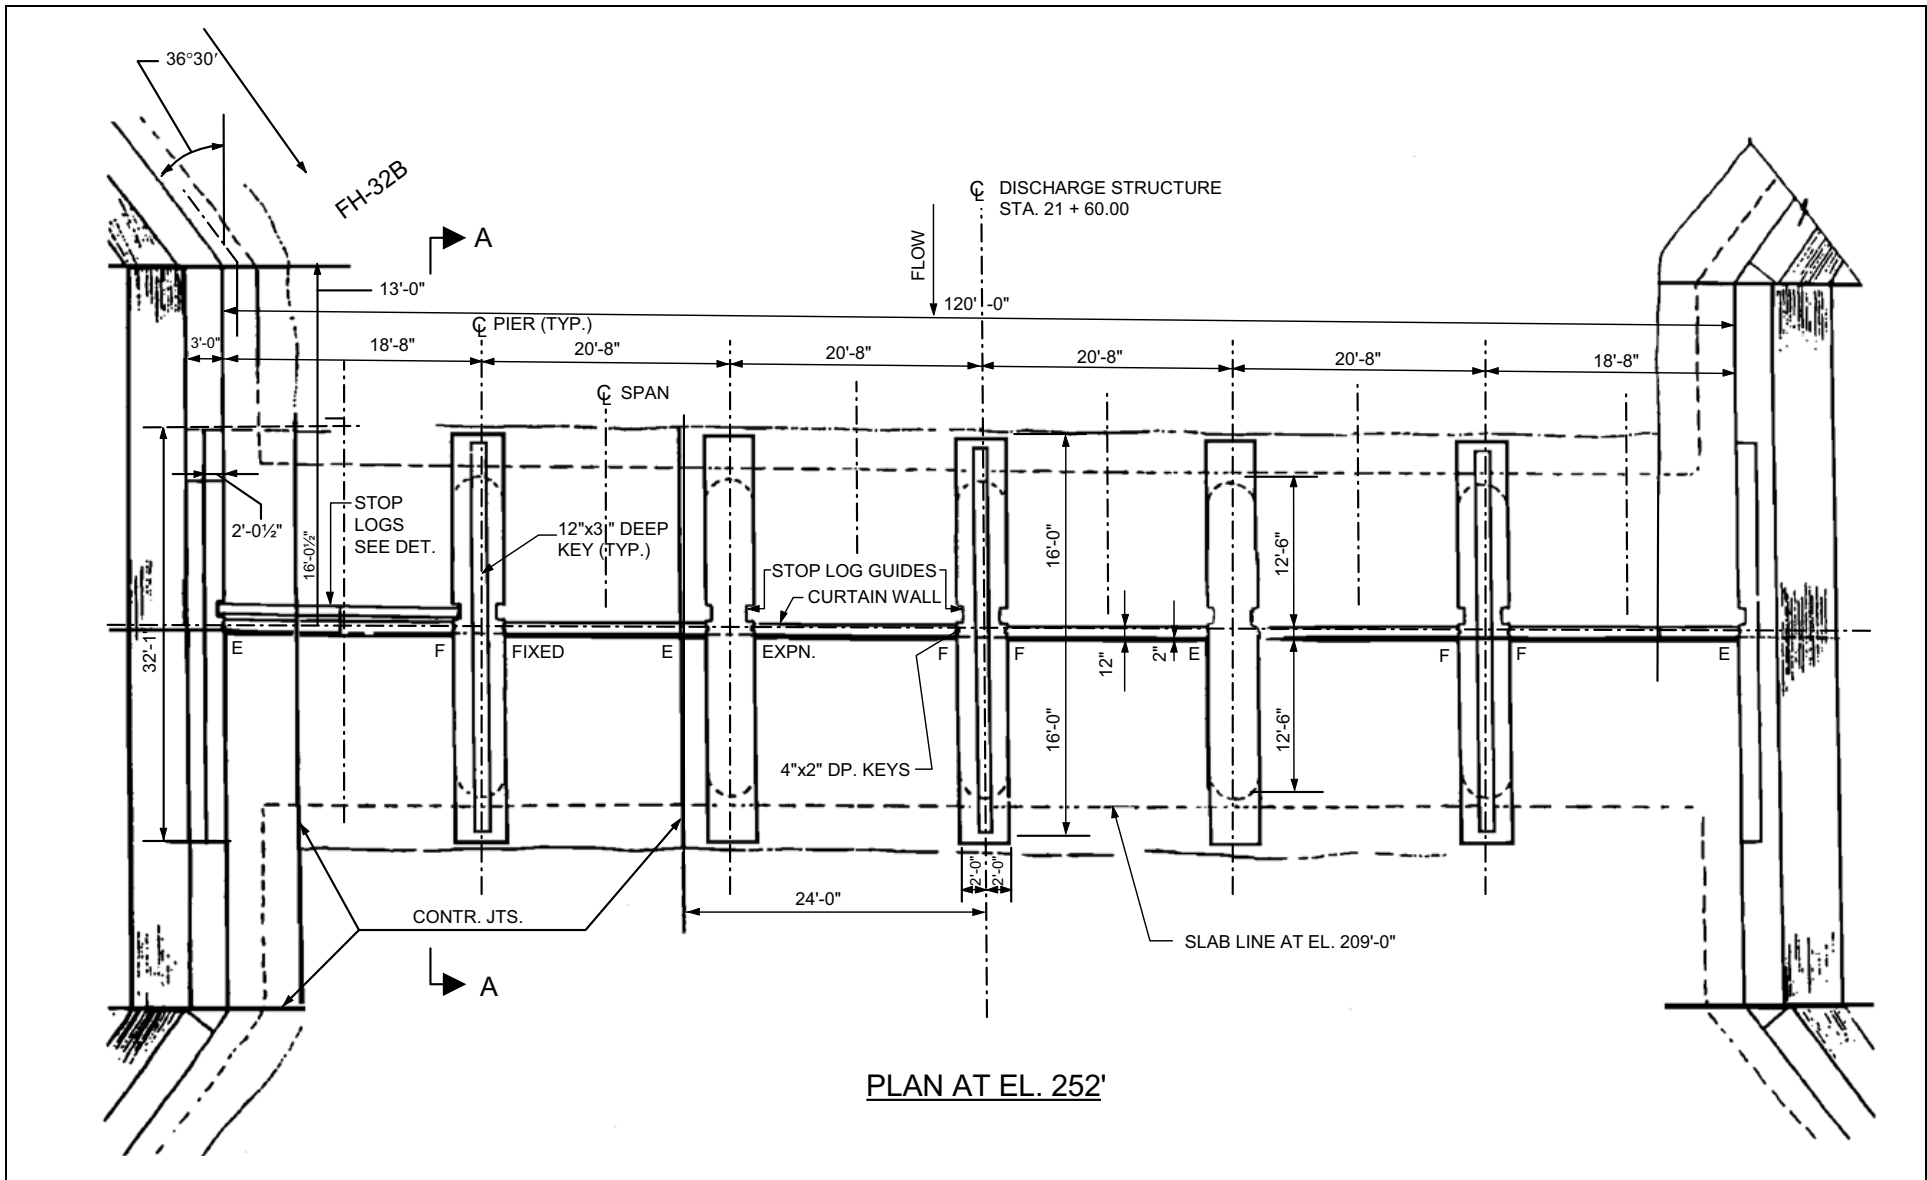 36°30′
FH-32B
A
℄ DISCHARGE STRUCTURE
STA. 21 + 60.00
FLOW
13'-0"
120' -0"
℄ PIER (TYP.)
3'-0"
18'-8"
20'-8"
20'-8"
20'-8"
20'-8"
18'-8"
℄ SPAN
2'-0½"
STOP
LOGS
SEE DET.
16'-0½"
12"x3" DEEP
KEY (TYP.)
STOP LOG GUIDES
CURTAIN WALL
16'-0"
12'-6"
32'-1"
E
F
FIXED
E
EXPN.
F
F
12"
2"
E
F
F
E
16'-0"
12'-6"
4"x2" DP. KEYS
2'-0"
2'-0"
24'-0"
CONTR. JTS.
SLAB LINE AT EL. 209'-0"
A
PLAN AT EL. 252'